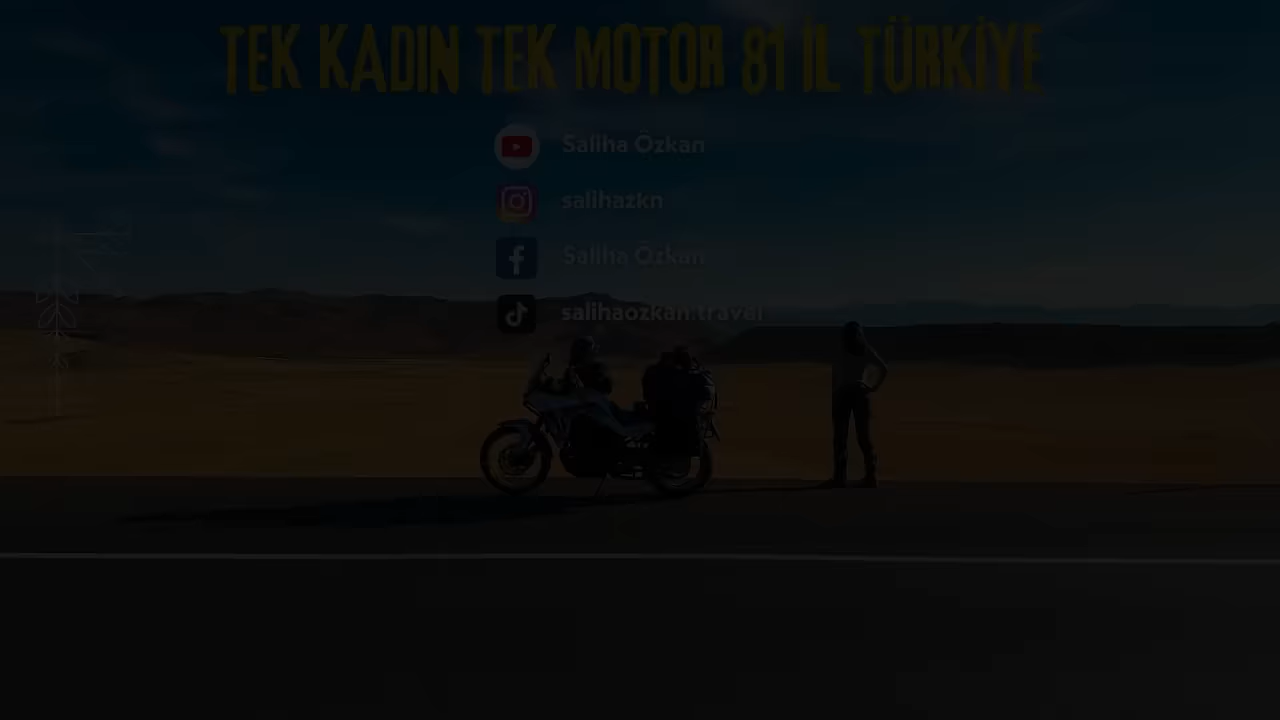 TEK KADIN TEK MOTOR 81 İL TÜRKİYE
Saliha Özkan
salihazkn
Saliha Özkan
salihaozkan.travel